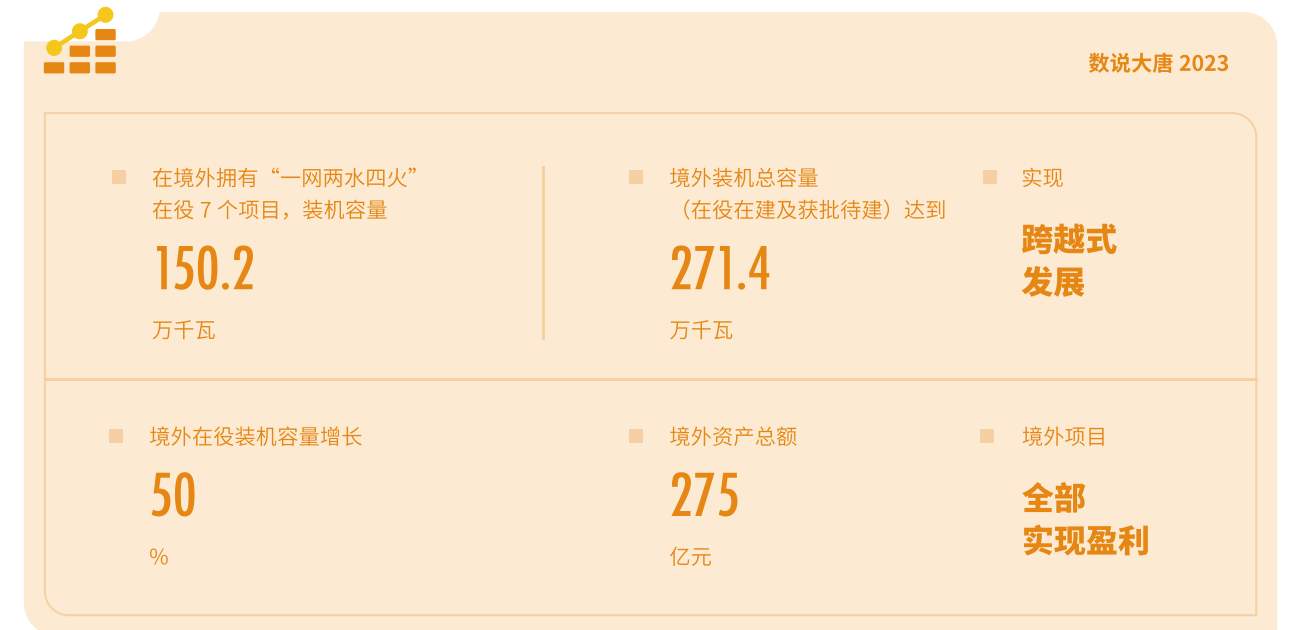 数说大唐 2023
在境外拥有“一网两水四火”
在役 7 个项目，装机容量
150.2
万千瓦
境外装机总容量
（在役在建及获批待建）达到
271.4
万千瓦
实现
跨越式
发展
境外在役装机容量增长
50
%
境外资产总额
275
亿元
境外项目
全部
实现盈利